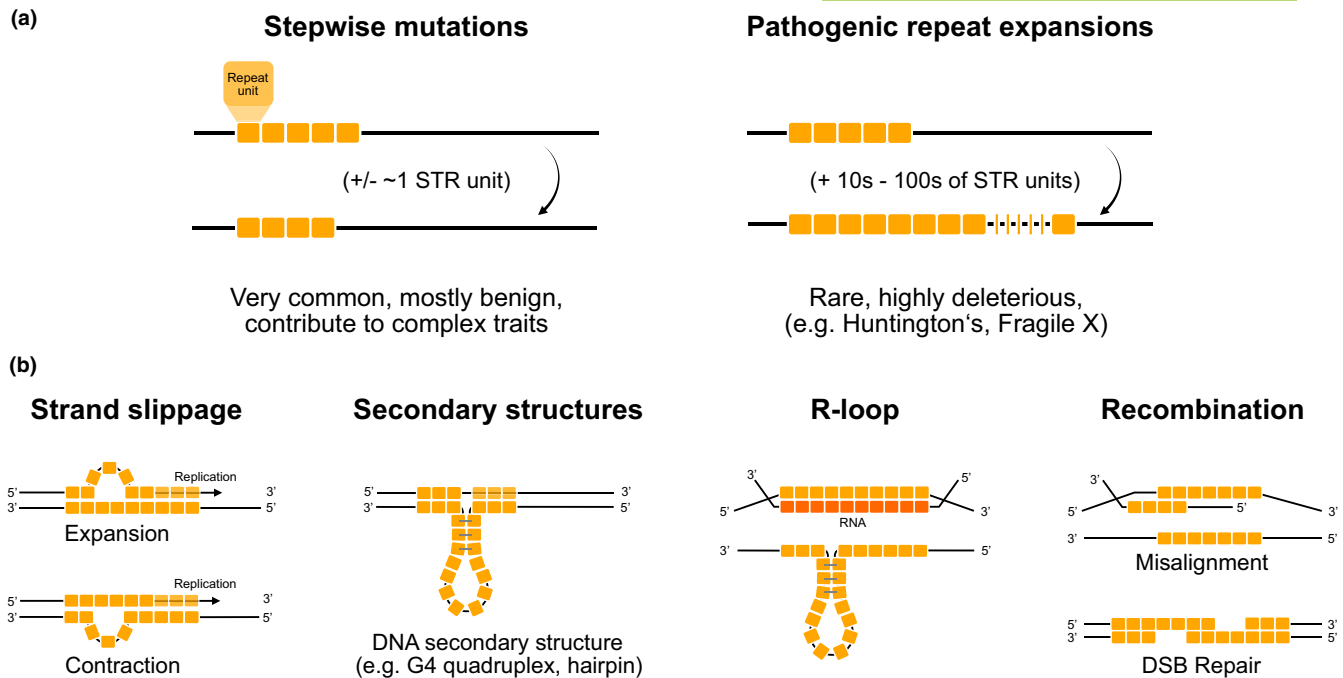 (a)
Stepwise mutations
Pathogenic repeat expansions
Repeat
unit
(+/- ~1 STR unit)
(+ 10s - 100s of STR units)
Very common, mostly benign,
contribute to complex traits
Rare, highly deleterious,
(e.g. Huntington‘s, Fragile X)
(b)
Strand slippage
Secondary structures
R-loop
Recombination
Replication
5’
3’
3’
5’
Expansion
Replication
5’
3’
3’
5’
Contraction
5’
3’
3’
5’
DNA secondary structure
(e.g. G4 quadruplex, hairpin)
3’
5’
5’
RNA
3’
3’
5’
3’
5’
5’
3’
3’
5’
Misalignment
5’
3’
3’
5’
DSB Repair